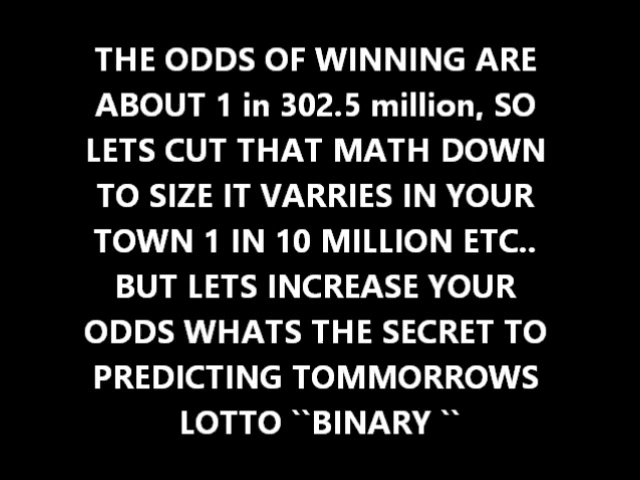 THE ODDS OF WINNING ARE
ABOUT 1 in 302.5 million, SO
LETS CUT THAT MATH DOWN
TO SIZE IT VARRIES IN YOUR
TOWN 1 IN 10 MILLION ETC..
BUT LETS INCREASE YOUR
ODDS WHATS THE SECRET TO
PREDICTING TOMMORROWS
LOTTO ``BINARY ``